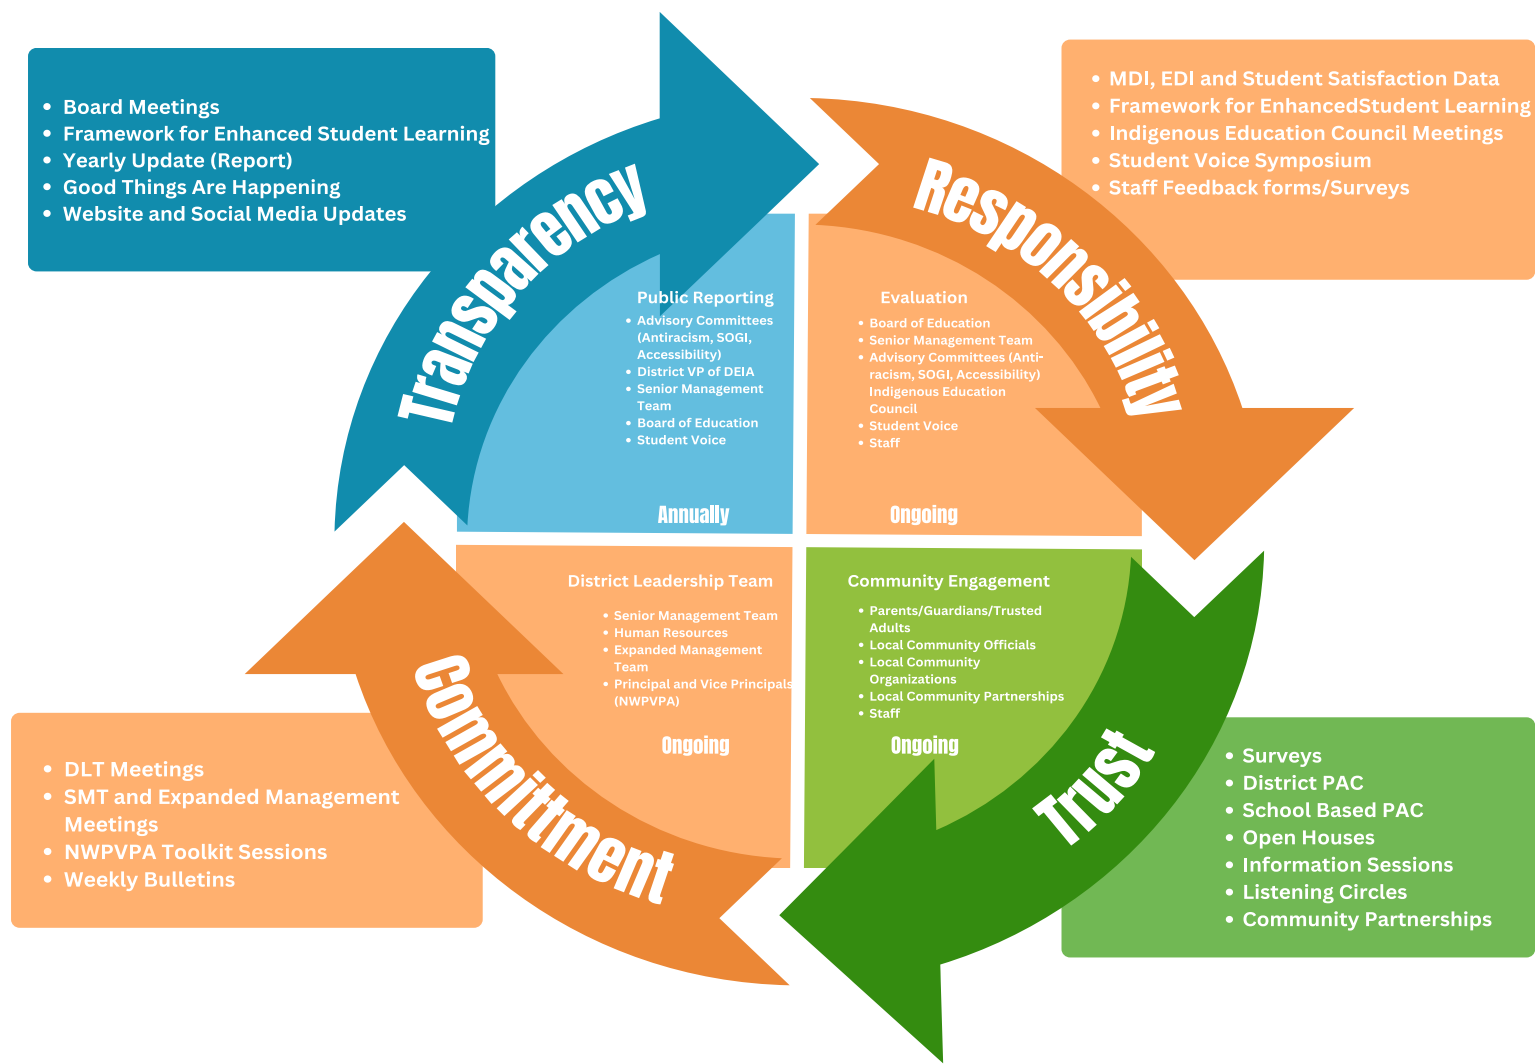 Transparency
• Board Meetings
• Framework for Enhanced Student Learning
• Yearly Update (Report)
• Good Things Are Happening
• Website and Social Media Updates
Public Reporting
• Advisory Committees
(Antiracism, SOGI,
Accessibility)
• District VP of DEIA
• Senior Management
Team
• Board of Education
• Student Voice
Annually
Responsibility
• MDI, EDI and Student Satisfaction Data
• Framework for EnhancedStudent Learning
• Indigenous Education Council Meetings
• Student Voice Symposium
• Staff Feedback forms/Surveys
Evaluation
• Board of Education
• Senior Management Team
• Advisory Committees (Anti-
racism, SOGI, Accessibility)
Indigenous Education
Council
• Student Voice
• Staff
Ongoing
Trust
Community Engagement
• Parents/Guardians/Trusted
Adults
• Local Community Officials
• Local Community
Organizations
• Local Community Partnerships
• Staff
Ongoing
• Surveys
• District PAC
• School Based PAC
• Open Houses
• Information Sessions
• Listening Circles
• Community Partnerships
Committment
District Leadership Team
• Senior Management Team
• Human Resources
• Expanded Management
Team
• Principal and Vice Principals
(NWPVPA)
Ongoing
• DLT Meetings
• SMT and Expanded Management
Meetings
• NWPVPA Toolkit Sessions
• Weekly Bulletins